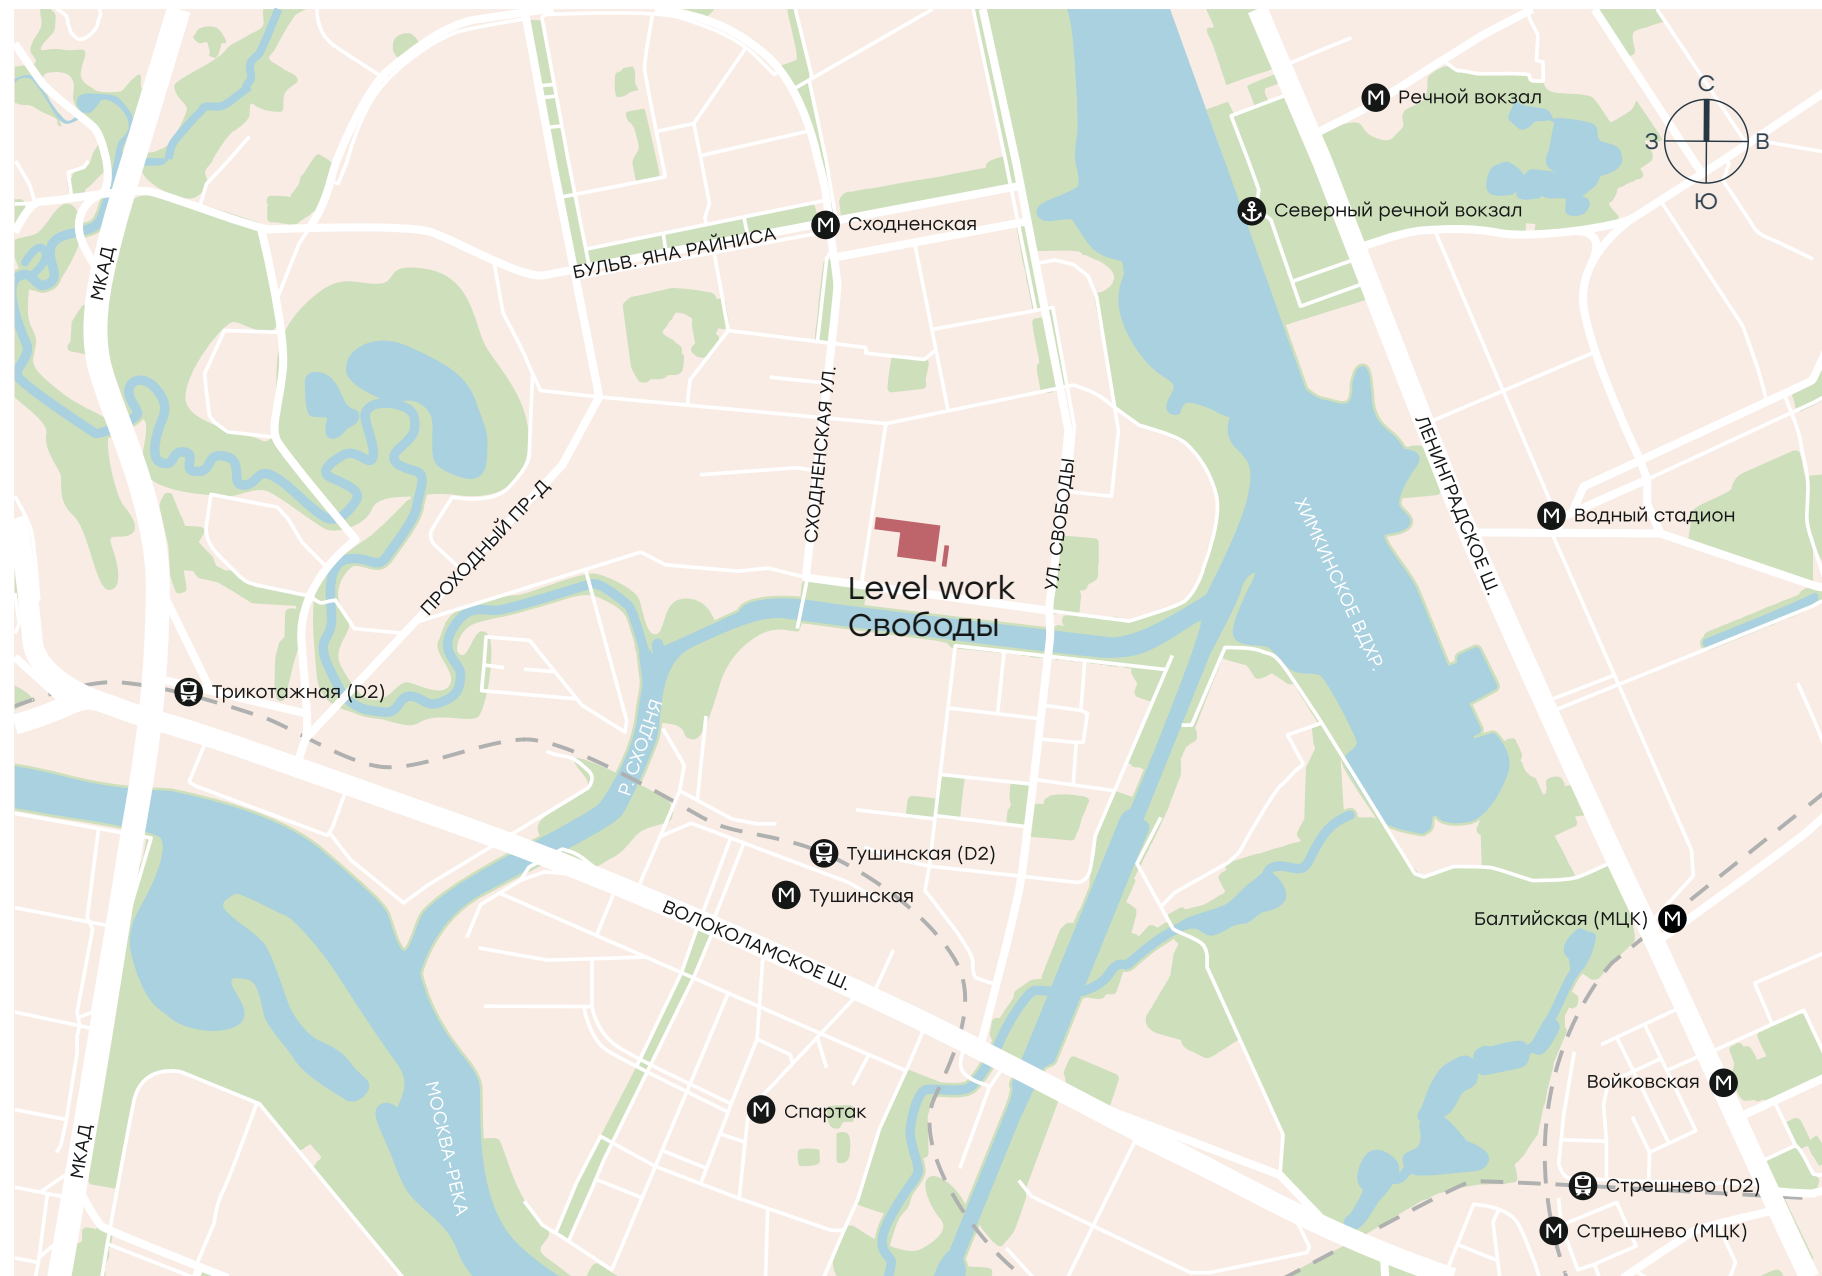 С
Речной вокзал
З
В
Ю
Северный речной вокзал
Сходненская
БУЛЬВ. ЯНА РАЙНИСА
МКАД
СХОДНЕНСКАЯ УЛ.
УЛ. СВОБОДЫ
ЛЕНИНГРАДСКОЕ Ш.
ПРОХОДНЫЙ ПР-Д
ХИМКИНСКОЕ ВДХР.
Водный стадион
Level work
Свободы
Трикотажная (D2)
Р. СХОДНЯ
Тушинская (D2)
Тушинская
ВОЛОКОЛАМСКОЕ Ш.
Балтийская (МЦК)
Войковская
Спартак
МОСКВА-РЕКА
МКАД
Стрешнево (D2)
Стрешнево (МЦК)